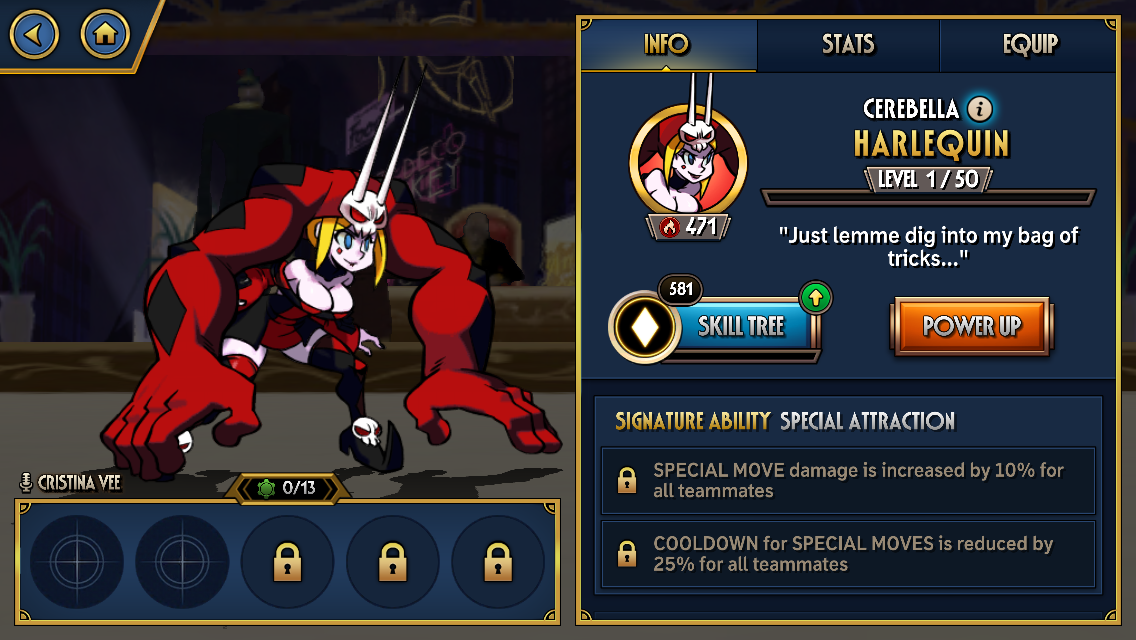 INFO
STATS
EQUIP
CEREBELLA i
HARLEQUIN
LEVEL 1 / 50
471
"Just lemme dig into my bag of
tricks..."
581
SKILL TREE
POWER UP
SIGNATURE ABILITY SPECIAL ATTRACTION
SPECIAL MOVE damage is increased by 10% for
all teammates
COOLDOWN for SPECIAL MOVES is reduced by
25% for all teammates
CRISTINA VEE
0/13